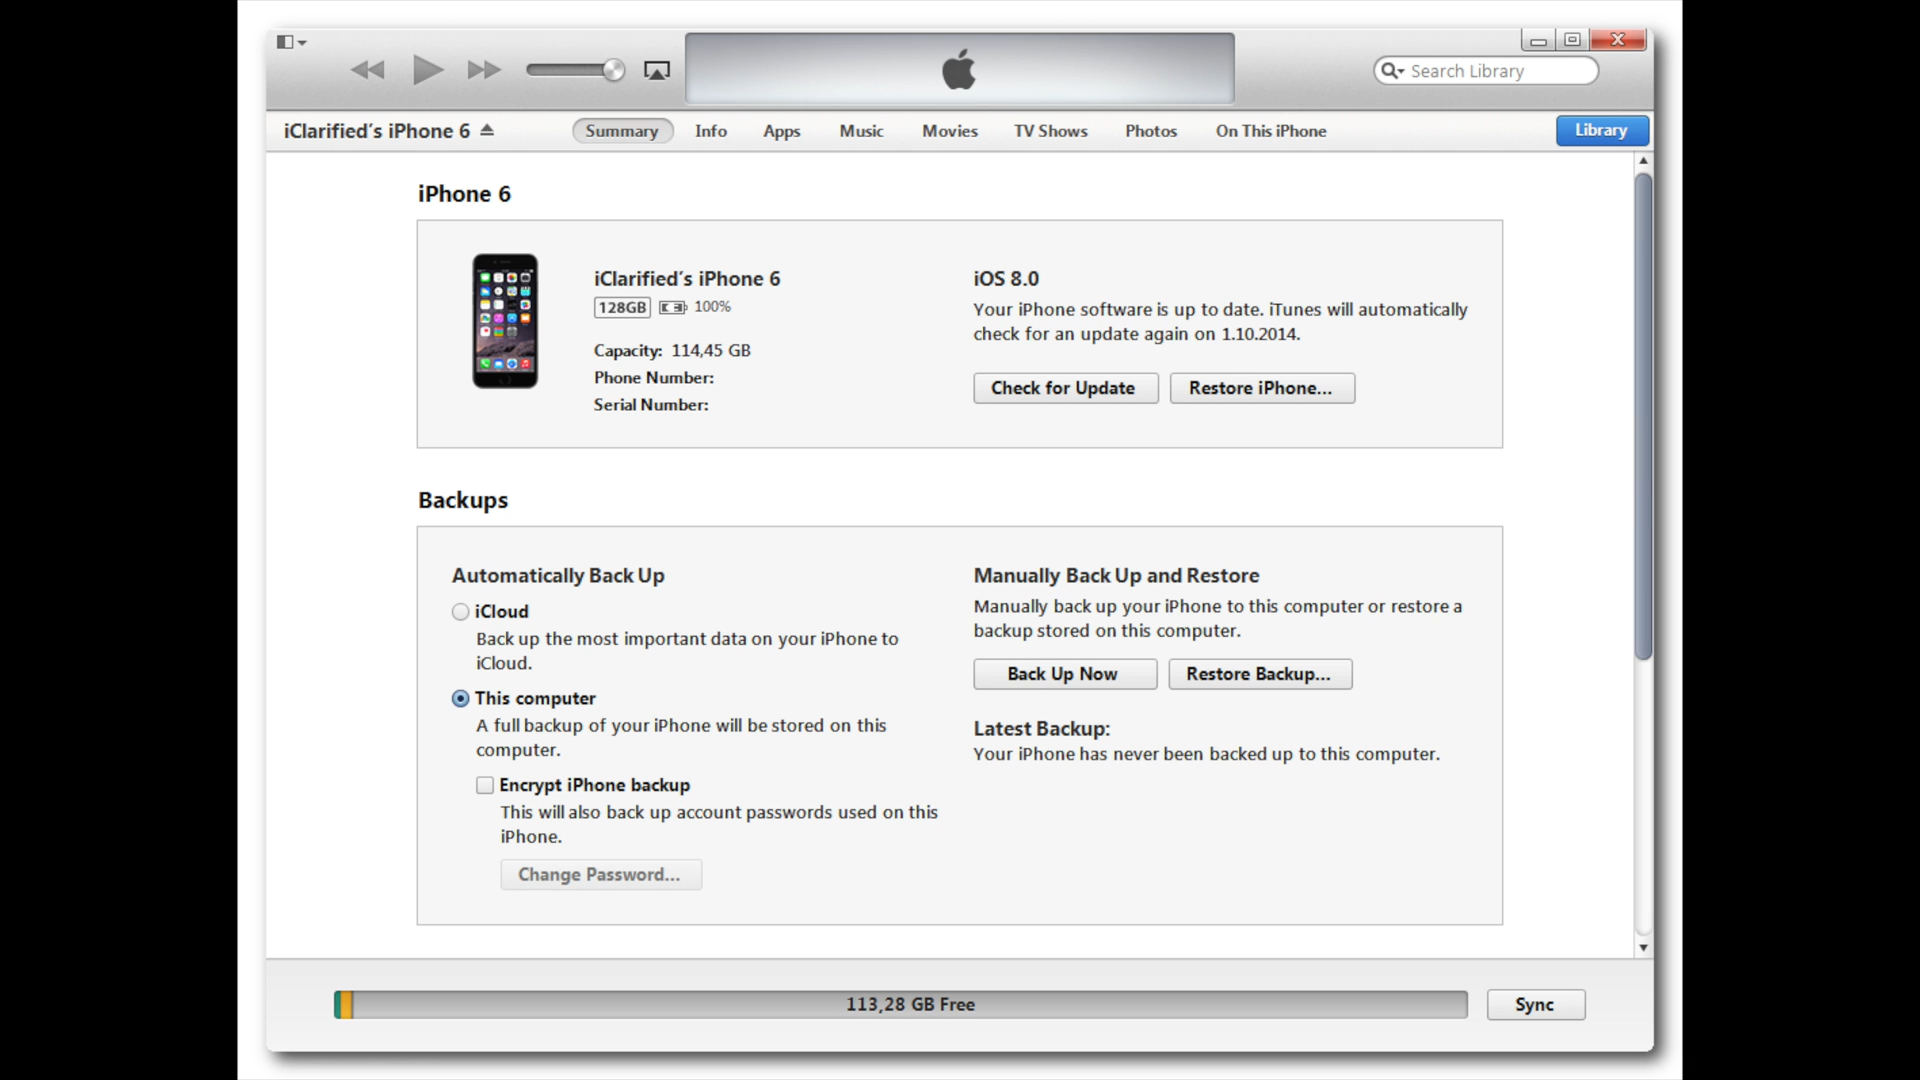 Search Library
iClarified's iPhone 6
Summary Info Apps Music Movies TV Shows Photos On This iPhone Library
iPhone 6
iClarified's iPhone 6
128GB 100%
Capacity: 114,45 GB
Phone Number:
Serial Number:
iOS 8.0
Your iPhone software is up to date. iTunes will automatically
check for an update again on 1.10.2014.
Check for Update Restore iPhone...
Backups
Automatically Back Up
iCloud
Back up the most important data on your iPhone to
iCloud.
This computer
A full backup of your iPhone will be stored on this
computer.
Encrypt iPhone backup
This will also back up account passwords used on this
iPhone.
Change Password...
Manually Back Up and Restore
Manually back up your iPhone to this computer or restore a
backup stored on this computer.
Back Up Now Restore Backup...
Latest Backup:
Your iPhone has never been backed up to this computer.
113,28 GB Free Sync